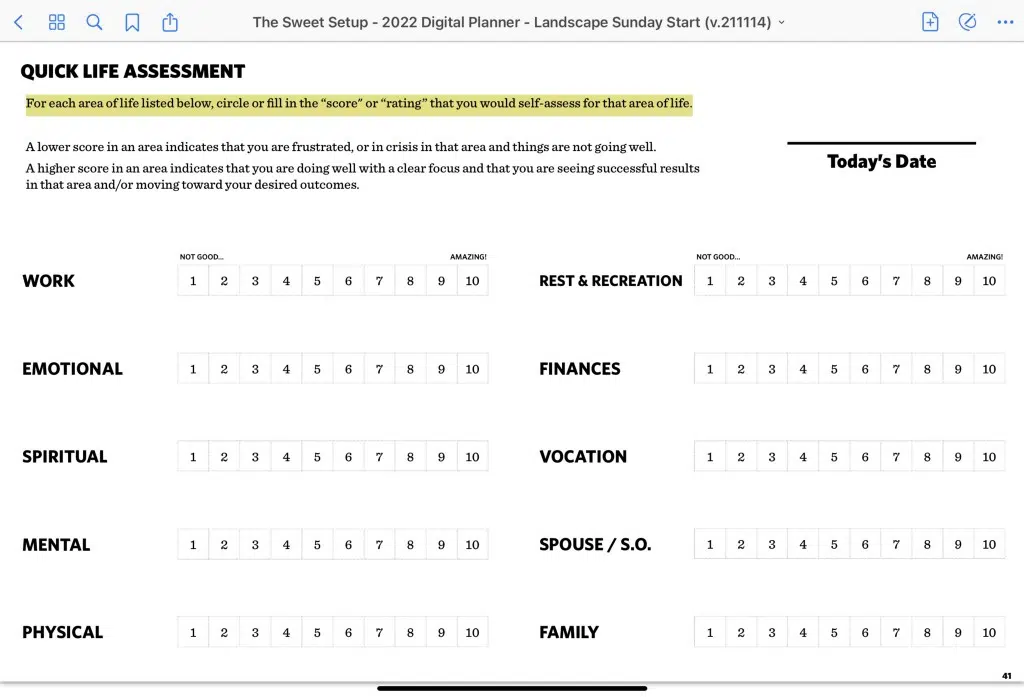 The Sweet Setup - 2022 Digital Planner - Landscape Sunday Start (v.211114)
QUICK LIFE ASSESSMENT
For each area of life listed below, circle or fill in the “score” or “rating” that you would self-assess for that area of life.
A lower score in an area indicates that you are frustrated, or in crisis in that area and things are not going well.
A higher score in an area indicates that you are doing well with a clear focus and that you are seeing successful results
in that area and/or moving toward your desired outcomes.
Today’s Date
NOT GOOD... AMAZING!
WORK 1 2 3 4 5 6 7 8 9 10
EMOTIONAL 1 2 3 4 5 6 7 8 9 10
SPIRITUAL 1 2 3 4 5 6 7 8 9 10
MENTAL 1 2 3 4 5 6 7 8 9 10
PHYSICAL 1 2 3 4 5 6 7 8 9 10
NOT GOOD... AMAZING!
REST & RECREATION 1 2 3 4 5 6 7 8 9 10
FINANCES 1 2 3 4 5 6 7 8 9 10
VOCATION 1 2 3 4 5 6 7 8 9 10
SPOUSE / S.O. 1 2 3 4 5 6 7 8 9 10
FAMILY 1 2 3 4 5 6 7 8 9 10
41